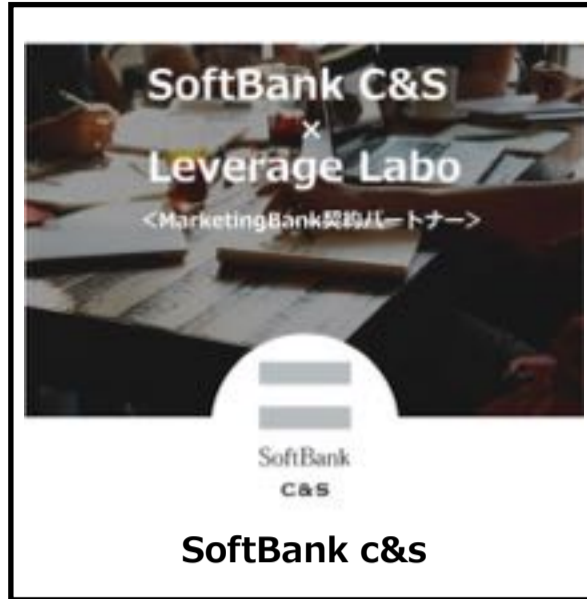 SoftBank C&S
×
Leverage Labo
<MarketingBank契約パートナー>
SoftBank
C&S
SoftBank c&s